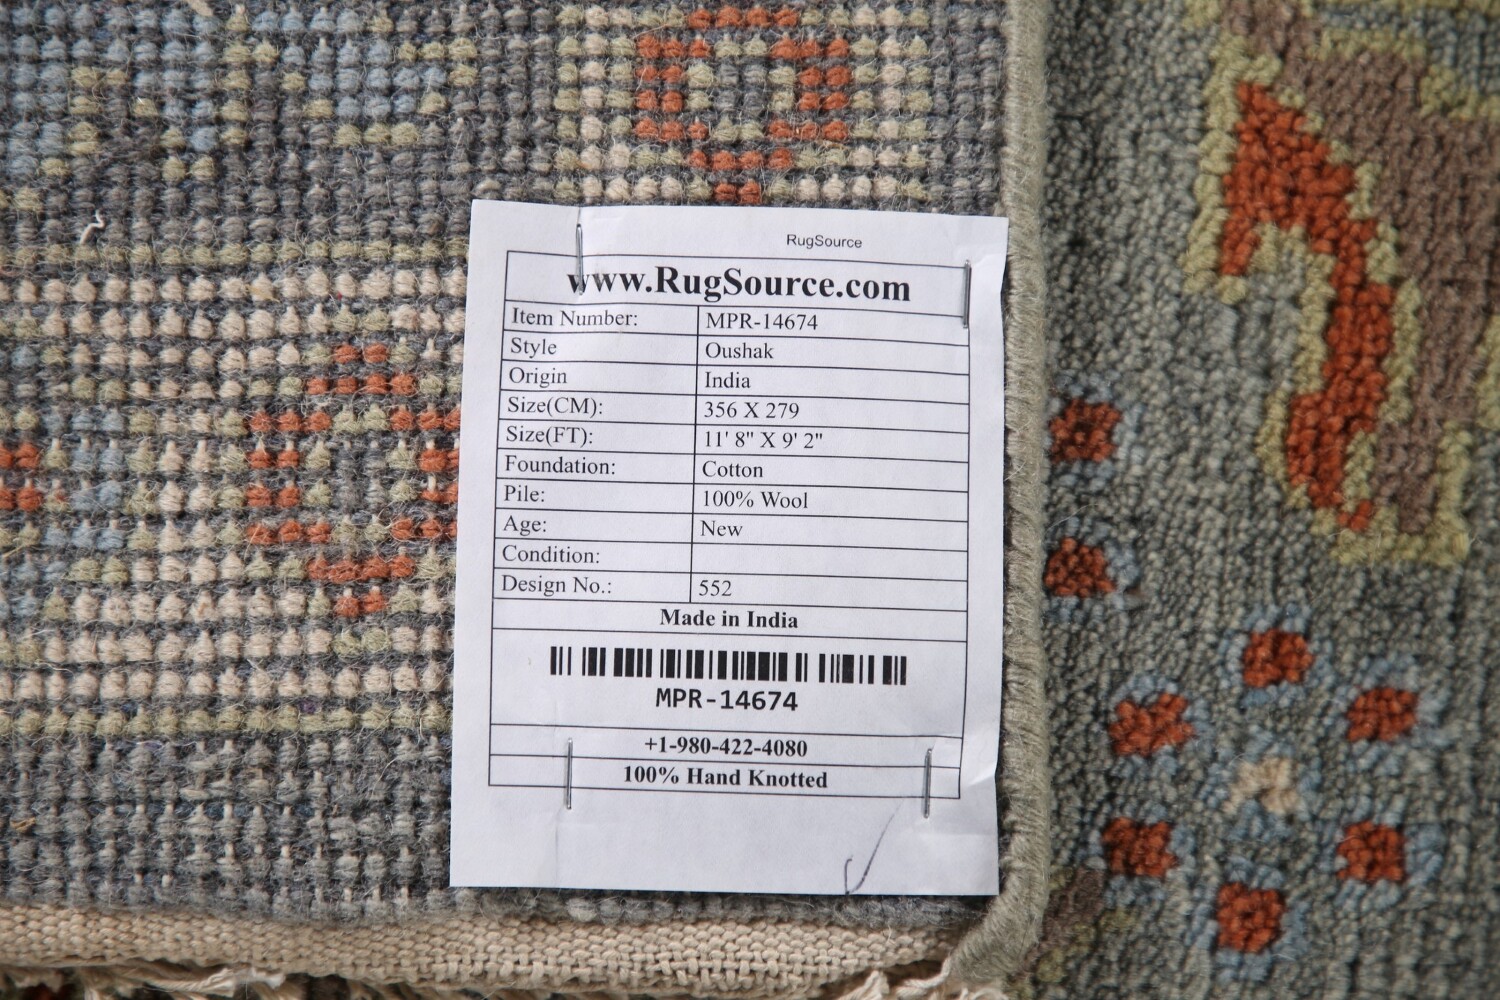 RugSource
www.RugSource.com
Item Number: MPR-14674
Style Oushak
Origin India
Size(CM): 356 X 279
Size(FT): 11' 8" X 9' 2"
Foundation: Cotton
Pile: 100% Wool
Age: New
Condition:
Design No.: 552
Made in India
MPR-14674
+1-980-422-4080
100% Hand Knotted